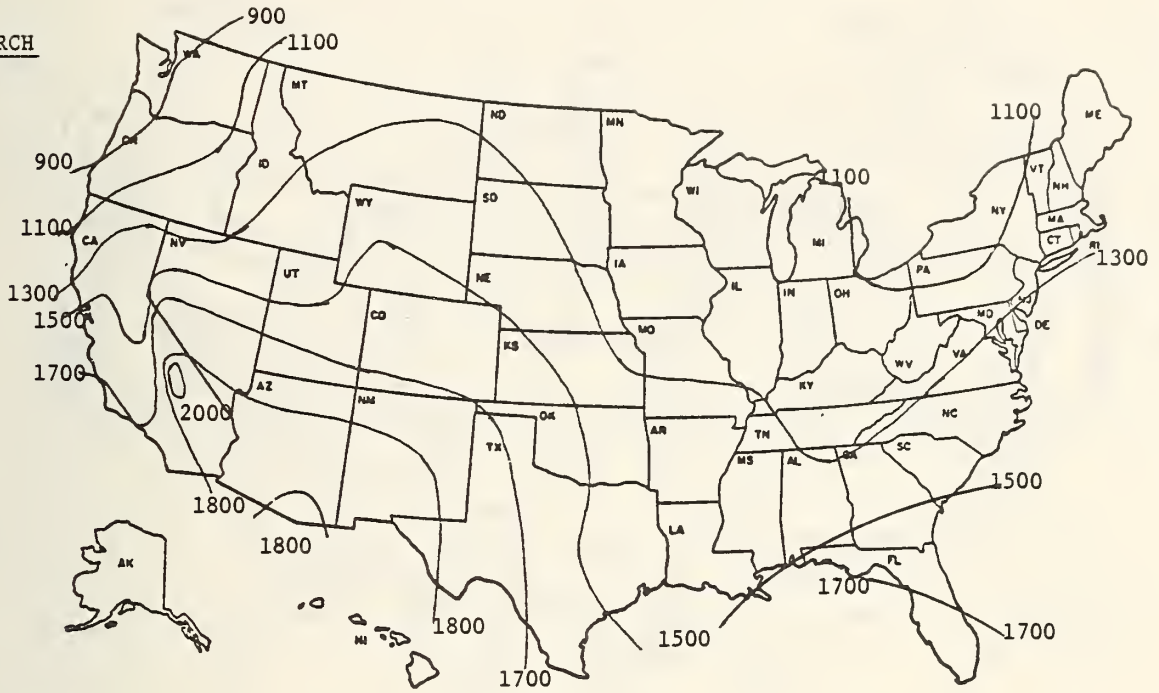 RCH
900
1100
WA
MT
ND
MN
1100
ME
OR
ID
900
VT
1100
NH
WI
WY
SD
NY
MA
1100
CA
NV
MI
CT
RI
1300
UT
NE
IA
PA
1300
IL
IN
OH
NJ
1500
CO
MO
MD
DE
KS
VA
WV
1700
AZ
KY
NM
2000
OK
NC
AR
TN
TX
MS
AL
GA
SC
1500
1800
LA
1800
FL
AK
1700
HI
1800
1500
1700
1700